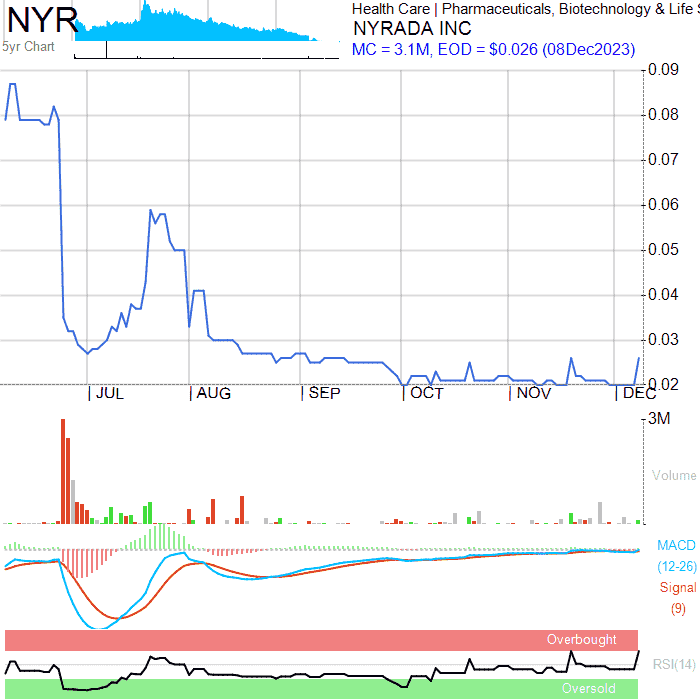 NYR
Health Care | Pharmaceuticals, Biotechnology & Life S
NYRADA INC
5yr Chart
MC = 3.1M, EOD = $0.026 (08Dec2023)
0.09
0.08
0.07
0.06
0.05
0.04
0.03
0.02
JUL AUG SEP OCT NOV DEC
3M
Volume
MACD
(12-26)
Signal
(9)
Overbought
RSI(14)
Oversold